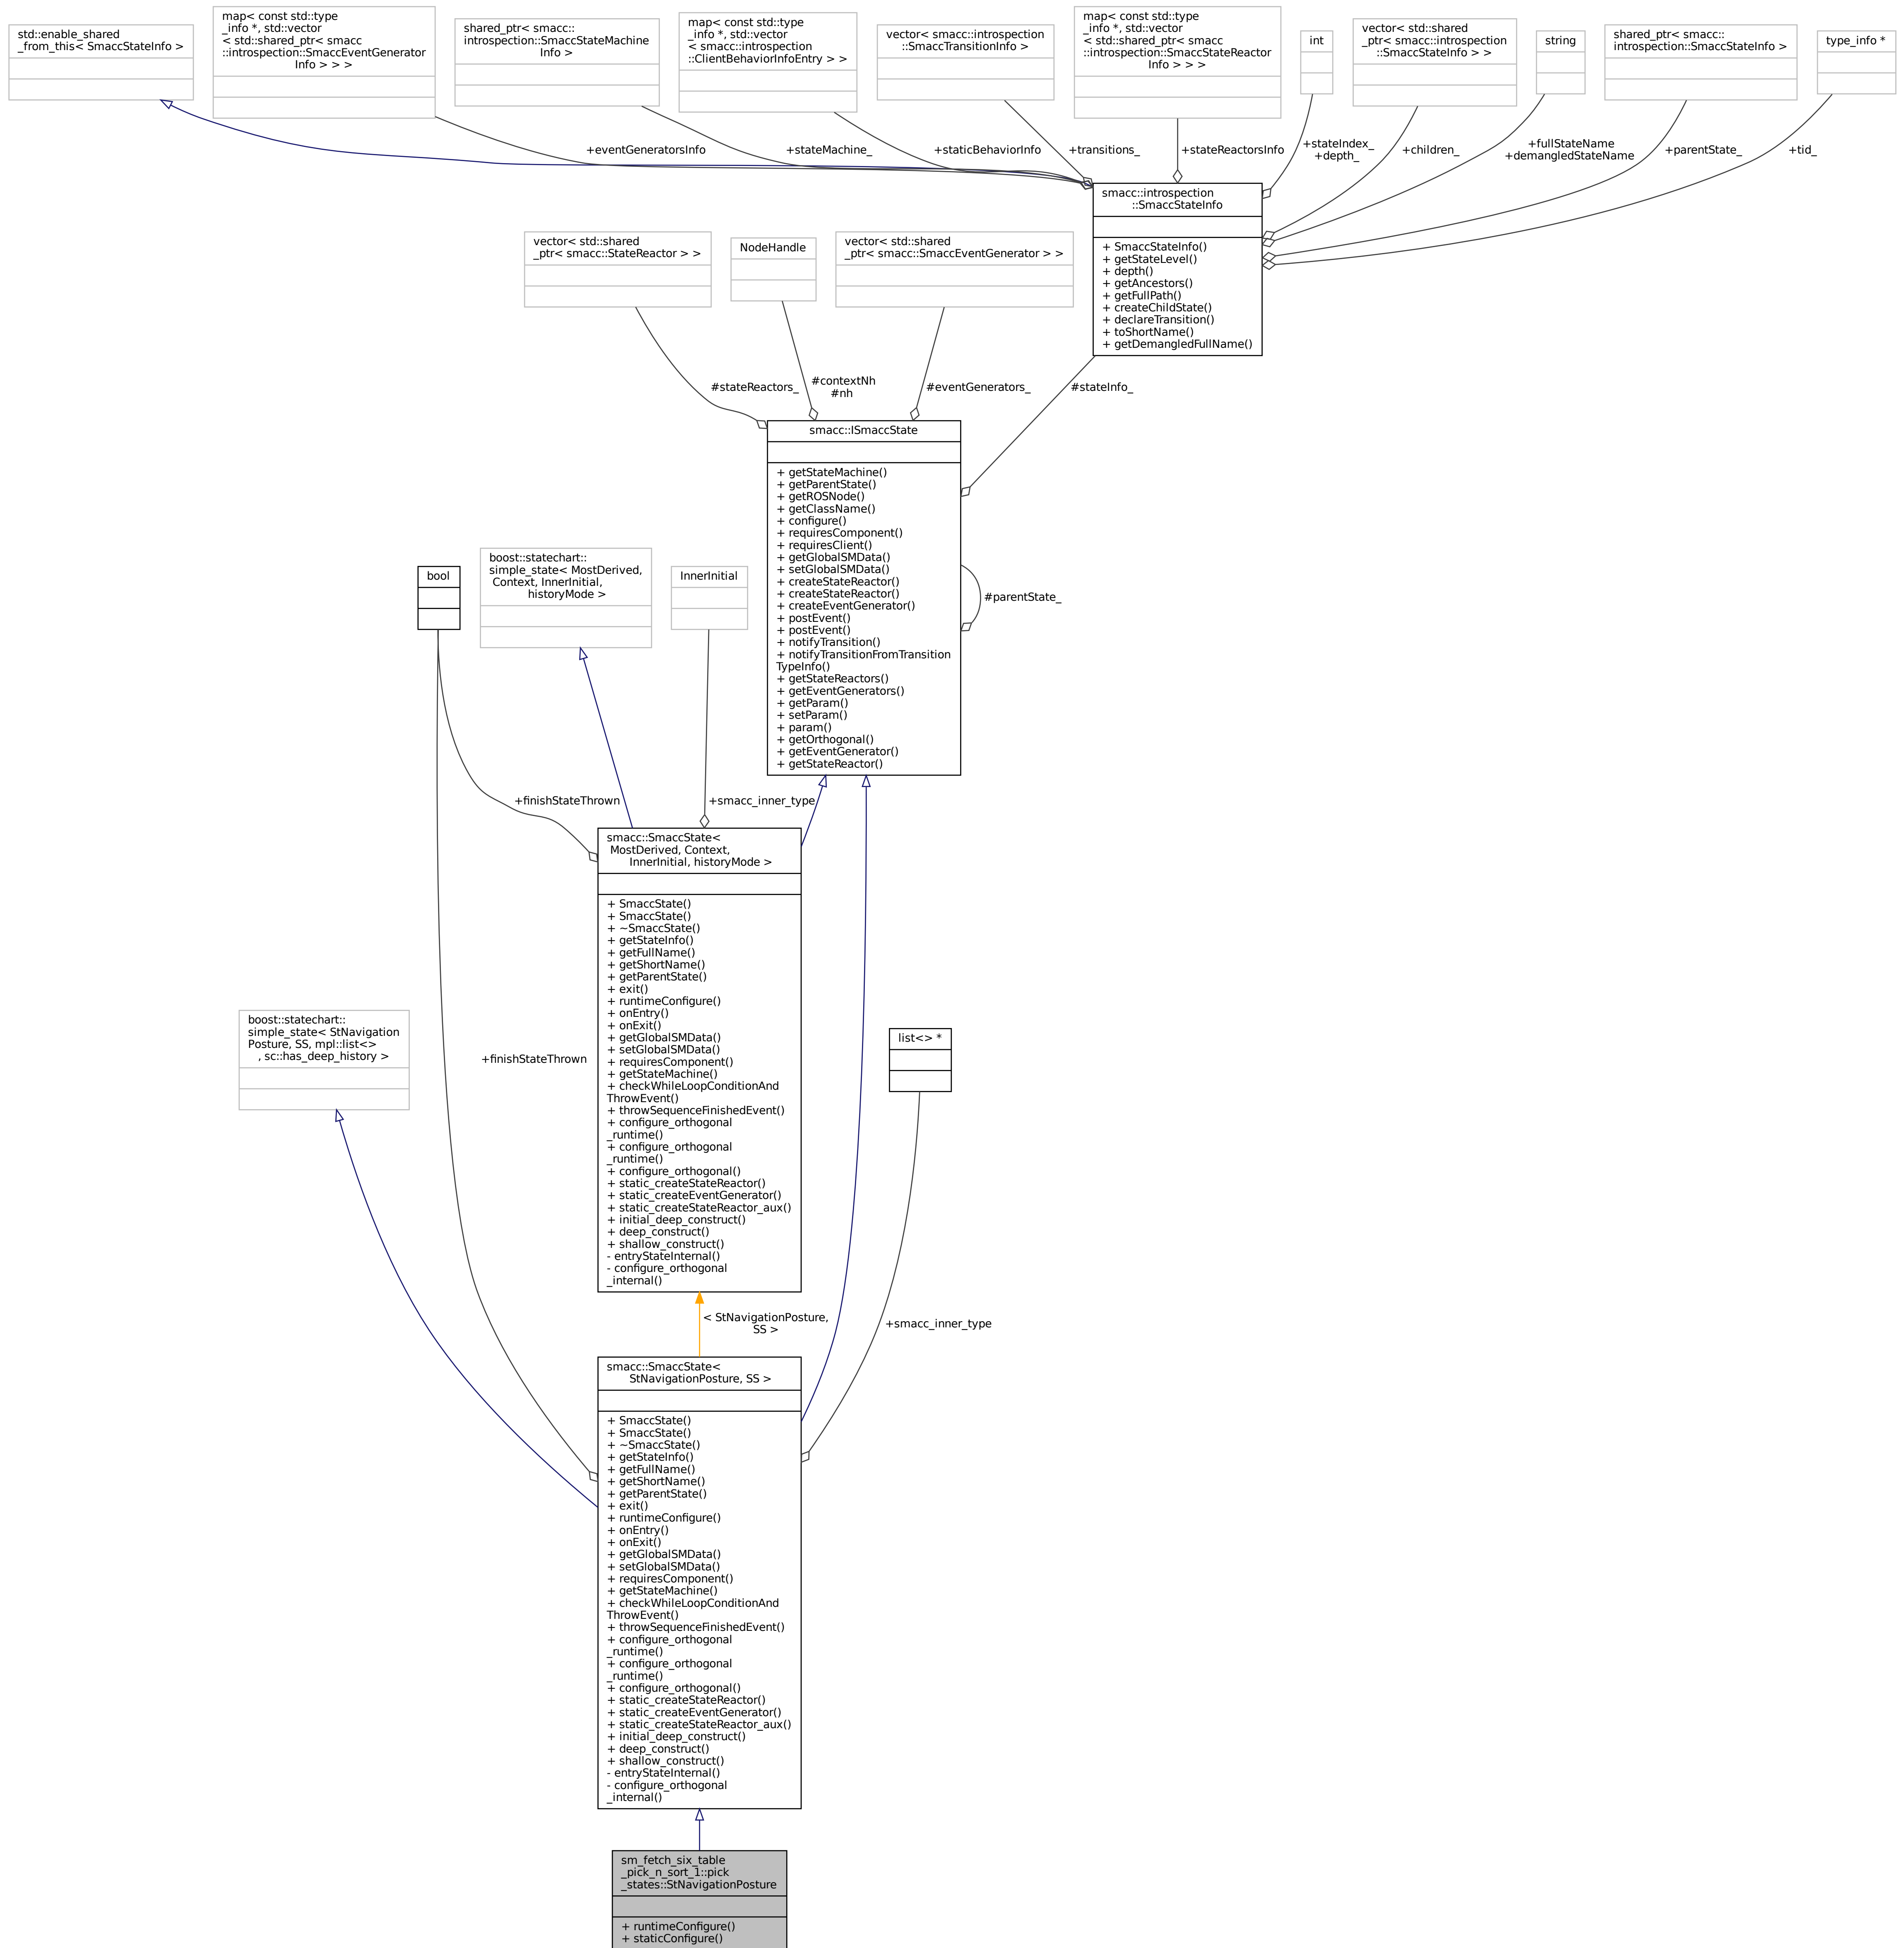 std::enable_shared
_from_this< SmaccStateInfo >
map< const std::type
_info *, std::vector
< std::shared_ptr< smacc
::introspection::SmaccEventGenerator
Info > > >
shared_ptr< smacc::
introspection::SmaccStateMachine
Info >
map< const std::type
_info *, std::vector
< smacc::introspection
::ClientBehaviorInfoEntry > >
vector< smacc::introspection
::SmaccTransitionInfo >
map< const std::type
_info *, std::vector
< std::shared_ptr< smacc
::introspection::SmaccStateReactor
Info > > >
int
vector< std::shared
_ptr< smacc::introspection
::SmaccStateInfo > >
string
shared_ptr< smacc::
introspection::SmaccStateInfo >
type_info *
+eventGeneratorsInfo
+stateMachine_
+staticBehaviorInfo
+transitions_
+stateReactorsInfo
+stateIndex_
+depth_
+children_
+fullStateName
+demangledStateName
+parentState_
+tid_
smacc::introspection
::SmaccStateInfo
+ SmaccStateInfo()
+ getStateLevel()
+ depth()
+ getAncestors()
+ getFullPath()
+ createChildState()
+ declareTransition()
+ toShortName()
+ getDemangledFullName()
vector< std::shared
_ptr< smacc::StateReactor > >
NodeHandle
vector< std::shared
_ptr< smacc::SmaccEventGenerator > >
#stateReactors_
#contextNh
#nh
#eventGenerators_
#stateInfo_
smacc::ISmaccState
+ getStateMachine()
+ getParentState()
+ getROSNode()
+ getClassName()
+ configure()
+ requiresComponent()
+ requiresClient()
+ getGlobalSMData()
+ setGlobalSMData()
+ createStateReactor()
+ createStateReactor()
+ createEventGenerator()
+ postEvent()
+ postEvent()
+ notifyTransition()
+ notifyTransitionFromTransition
TypeInfo()
+ getStateReactors()
+ getEventGenerators()
+ getParam()
+ setParam()
+ param()
+ getOrthogonal()
+ getEventGenerator()
+ getStateReactor()
#parentState_
bool
boost::statechart::
simple_state< MostDerived,
Context, InnerInitial,
historyMode >
InnerInitial
+finishStateThrown
+smacc_inner_type
smacc::SmaccState<
MostDerived, Context,
InnerInitial, historyMode >
+ SmaccState()
+ SmaccState()
+ ~SmaccState()
+ getStateInfo()
+ getFullName()
+ getShortName()
+ getParentState()
+ exit()
+ runtimeConfigure()
+ onEntry()
+ onExit()
+ getGlobalSMData()
+ setGlobalSMData()
+ requiresComponent()
+ getStateMachine()
+ checkWhileLoopConditionAnd
ThrowEvent()
+ throwSequenceFinishedEvent()
+ configure_orthogonal
_runtime()
+ configure_orthogonal
_runtime()
+ configure_orthogonal()
+ static_createStateReactor()
+ static_createEventGenerator()
+ static_createStateReactor_aux()
+ initial_deep_construct()
+ deep_construct()
+ shallow_construct()
- entryStateInternal()
- configure_orthogonal
_internal()
boost::statechart::
simple_state< StNavigation
Posture, SS, mpl::list<>
, sc::has_deep_history >
+finishStateThrown
list<> *
< StNavigationPosture,
SS >
+smacc_inner_type
smacc::SmaccState<
StNavigationPosture, SS >
+ SmaccState()
+ SmaccState()
+ ~SmaccState()
+ getStateInfo()
+ getFullName()
+ getShortName()
+ getParentState()
+ exit()
+ runtimeConfigure()
+ onEntry()
+ onExit()
+ getGlobalSMData()
+ setGlobalSMData()
+ requiresComponent()
+ getStateMachine()
+ checkWhileLoopConditionAnd
ThrowEvent()
+ throwSequenceFinishedEvent()
+ configure_orthogonal
_runtime()
+ configure_orthogonal
_runtime()
+ configure_orthogonal()
+ static_createStateReactor()
+ static_createEventGenerator()
+ static_createStateReactor_aux()
+ initial_deep_construct()
+ deep_construct()
+ shallow_construct()
- entryStateInternal()
- configure_orthogonal
_internal()
sm_fetch_six_table
_pick_n_sort_1::pick
_states::StNavigationPosture
+ runtimeConfigure()
+ staticConfigure()